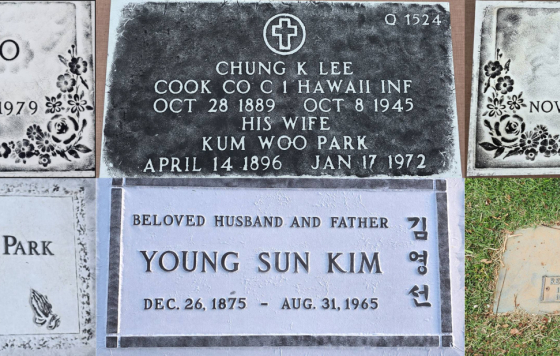 O
1979
Q 1524
CHUNG K LEE
COOK CO C 1 HAWAII INF
OCT 28 1889 OCT 8 1945
HIS WIFE
KUM WOO PARK
APRIL 14 1896 JAN 17 1972
NOV
PARK
BELOVED HUSBAND AND FATHER
YOUNG SUN KIM
DEC. 26, 1875 – AUG. 31, 1965
김영선